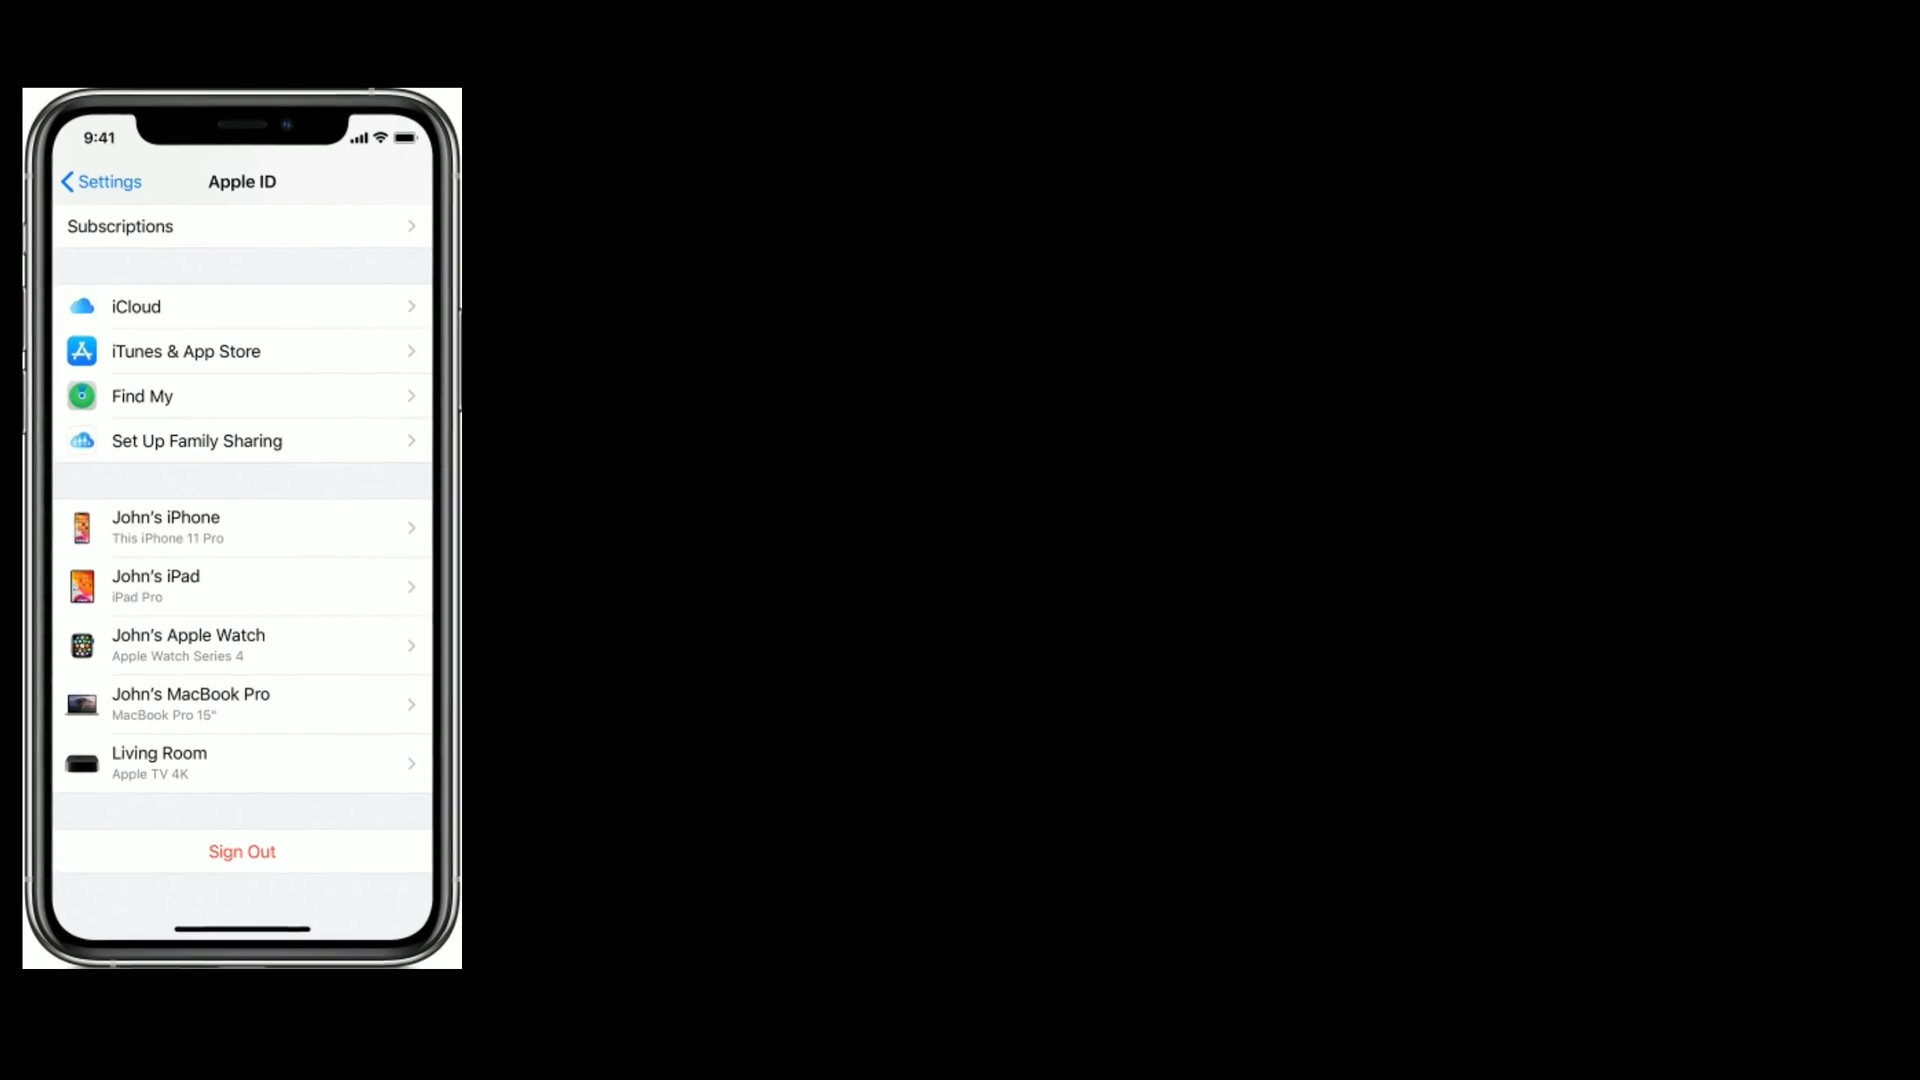 9:41
Settings
Apple ID
Subscriptions
iCloud
iTunes & App Store
Find My
Set Up Family Sharing
John’s iPhone
This iPhone 11 Pro
John’s iPad
iPad Pro
John’s Apple Watch
Apple Watch Series 4
John’s MacBook Pro
MacBook Pro 15"
Living Room
Apple TV 4K
Sign Out